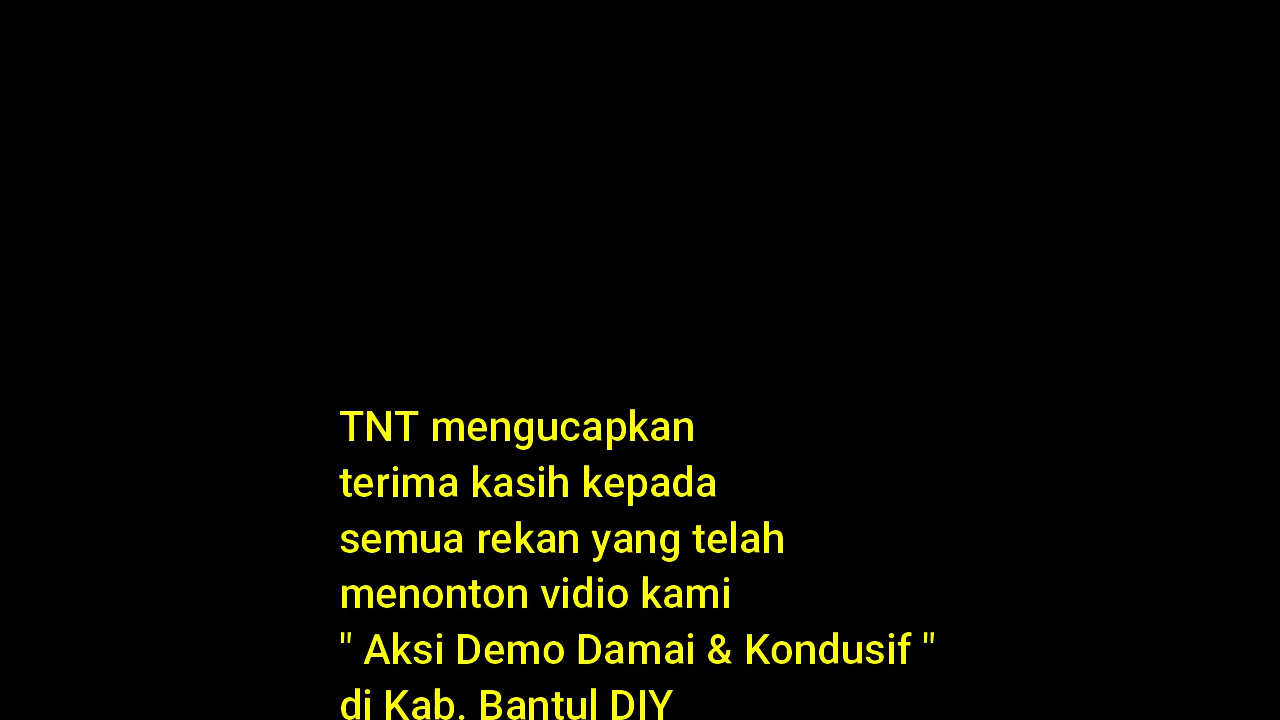 TNT mengucapkan
terima kasih kepada
semua rekan yang telah
menonton vidio kami
" Aksi Demo Damai & Kondusif "
di Kab. Bantul DIY